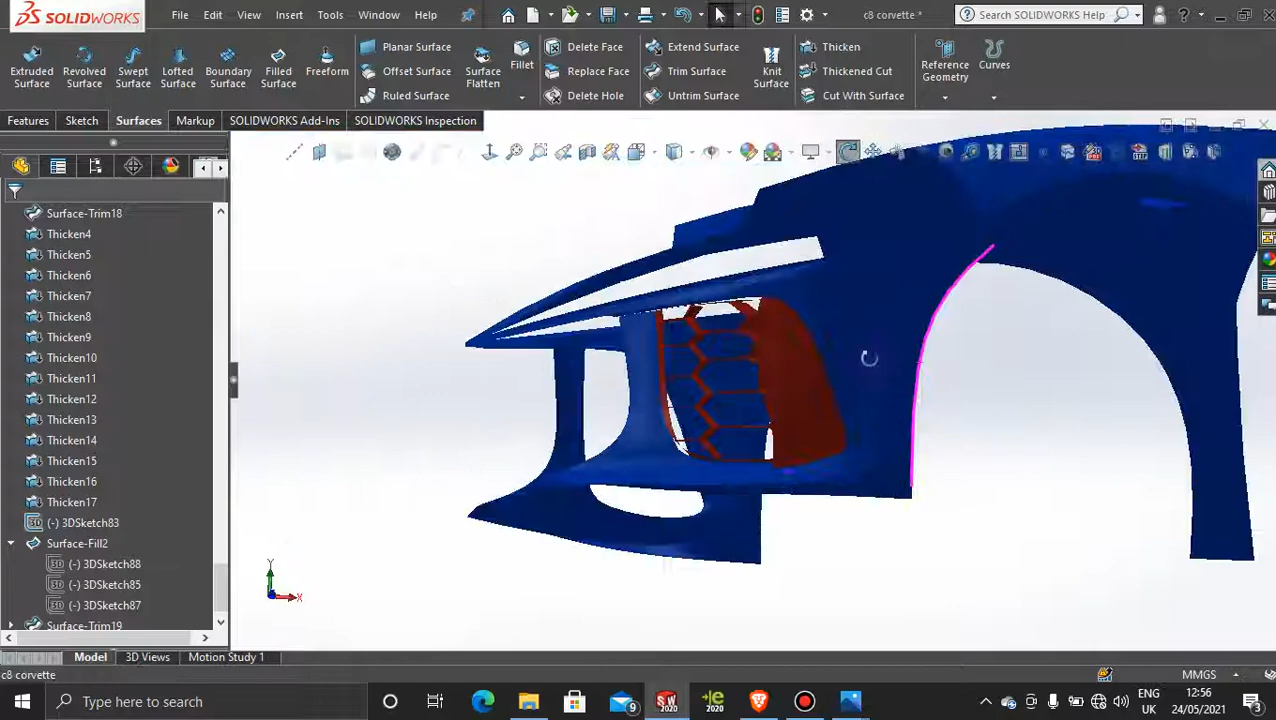 SOLIDWORKS
File Edit View Insert Tools Window Help
c8 corvette
Search SOLIDWORKS Help
Extruded Surface
Revolved Surface
Swept Surface
Lofted Surface
Boundary Surface
Filled Surface
Freeform
Planar Surface
Offset Surface
Ruled Surface
Surface Flatten
Fillet
Delete Face
Replace Face
Delete Hole
Extend Surface
Trim Surface
Untrim Surface
Knit Surface
Thicken
Thickened Cut
Cut With Surface
Reference Geometry
Curves
Features Sketch Surfaces Markup SOLIDWORKS Add-Ins SOLIDWORKS Inspection
Surface-Trim18
Thicken4
Thicken5
Thicken6
Thicken7
Thicken8
Thicken9
Thicken10
Thicken11
Thicken12
Thicken13
Thicken14
Thicken15
Thicken16
Thicken17
(-) 3DSketch83
Surface-Fill2
(-) 3DSketch88
(-) 3DSketch85
(-) 3DSketch87
Surface-Trim19
Y
X
Model 3D Views Motion Study 1
c8 corvette
MMGS
Type here to search
SW 2020
e 2020
9
ENG
UK
12:56
24/05/2021
3